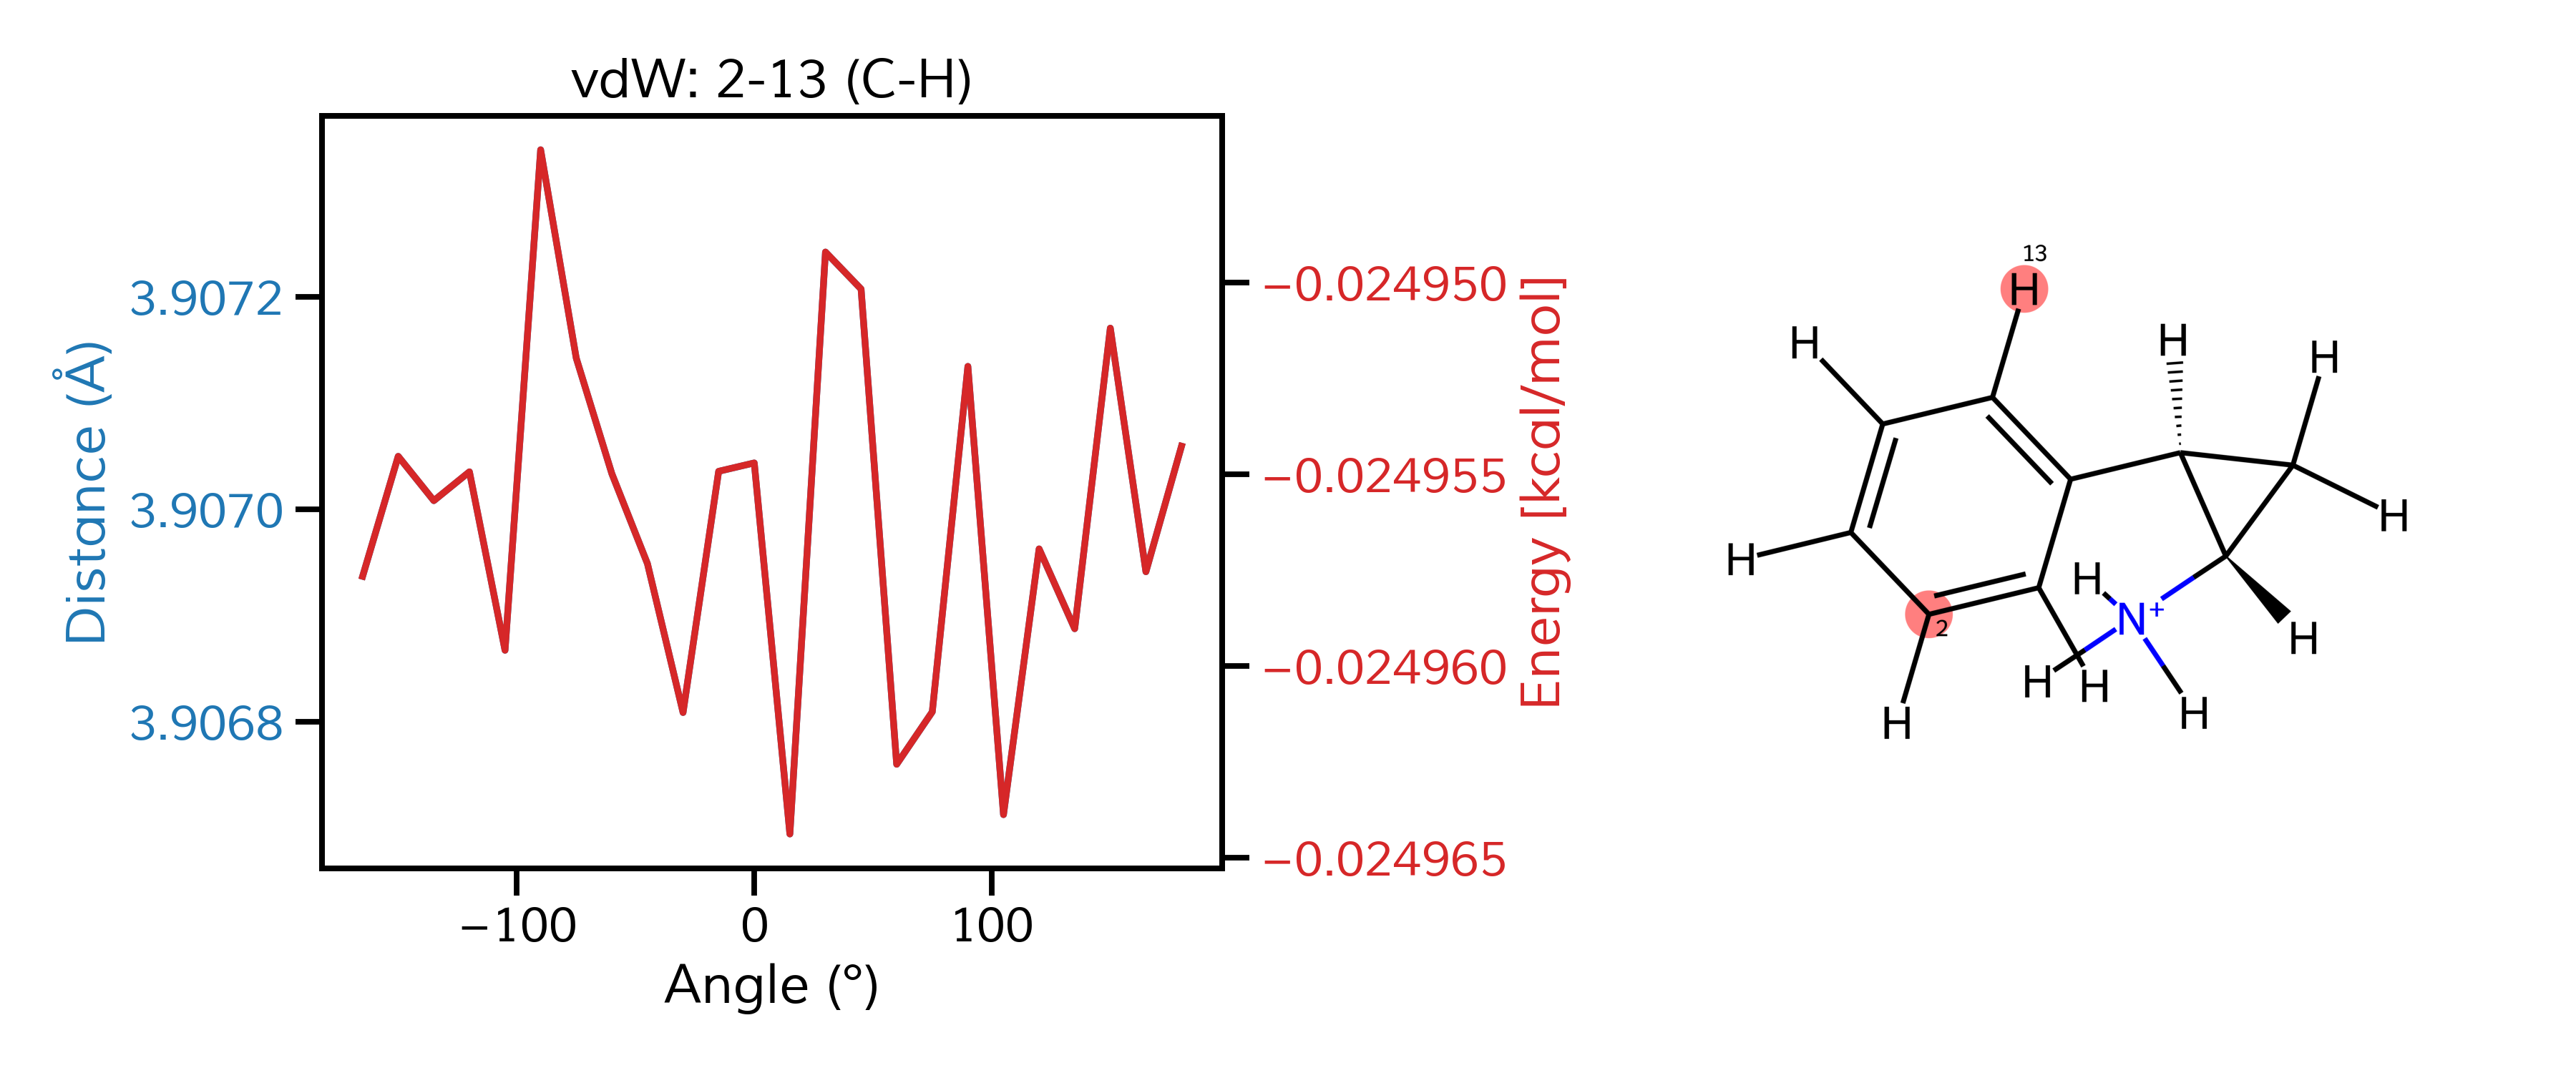 vdW: 2-13 (C-H)
Distance (Å)
3.9072
3.9070
3.9068
−100
0
100
Angle (°)
−0.024950
−0.024955
−0.024960
−0.024965
Energy [kcal/mol]
13
H
H
H
H
H
H
H
N+
2
H
H
H
H
H